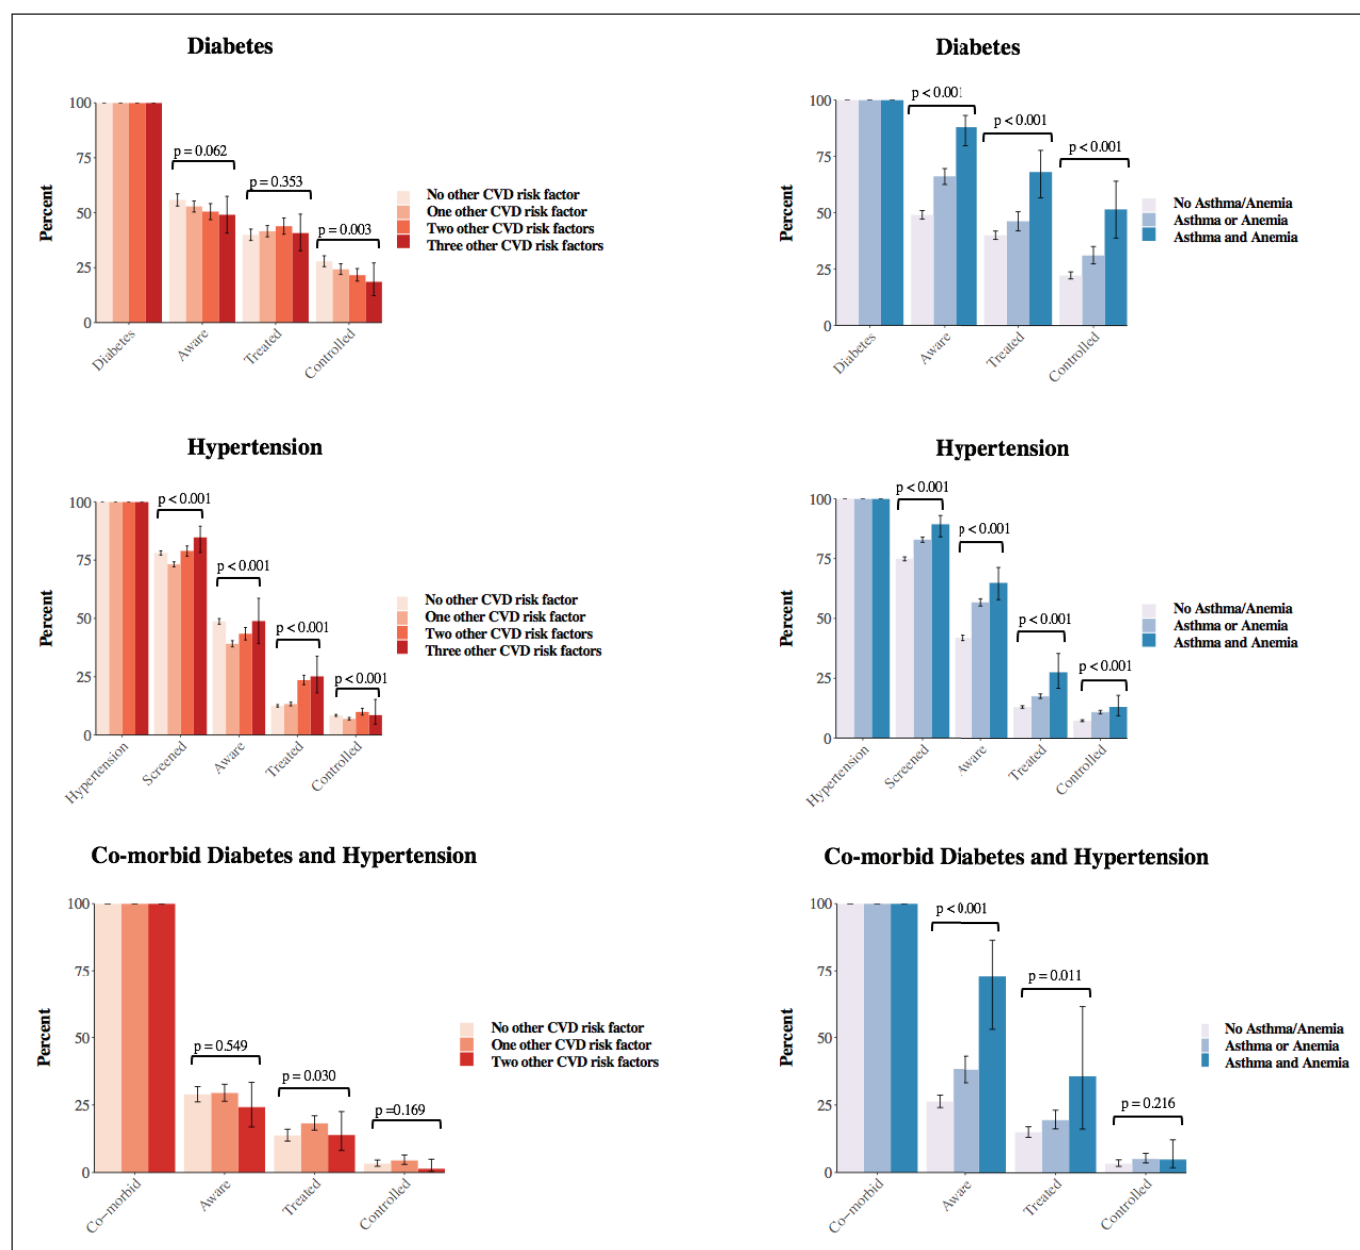 Diabetes
100
75
50
25
0
Percent
p = 0.062
p = 0.353
p = 0.003
Diabetes
Aware
Treated
Controlled
No other CVD risk factor
One other CVD risk factor
Two other CVD risk factors
Three other CVD risk factors
Diabetes
100
75
50
25
0
Percent
p < 0.001
p < 0.001
p < 0.001
Diabetes
Aware
Treated
Controlled
No Asthma/Anemia
Asthma or Anemia
Asthma and Anemia
Hypertension
100
75
50
25
0
Percent
p < 0.001
p < 0.001
p < 0.001
p < 0.001
Hypertension
Screened
Aware
Treated
Controlled
No other CVD risk factor
One other CVD risk factor
Two other CVD risk factors
Three other CVD risk factors
Hypertension
100
75
50
25
0
Percent
p < 0.001
p < 0.001
p < 0.001
p < 0.001
Hypertension
Screened
Aware
Treated
Controlled
No Asthma/Anemia
Asthma or Anemia
Asthma and Anemia
Co-morbid Diabetes and Hypertension
100
75
50
25
0
Percent
p = 0.549
p = 0.030
p =0.169
Co-morbid
Aware
Treated
Controlled
No other CVD risk factor
One other CVD risk factor
Two other CVD risk factors
Co-morbid Diabetes and Hypertension
100
75
50
25
0
Percent
p < 0.001
p = 0.011
p = 0.216
Co-morbid
Aware
Treated
Controlled
No Asthma/Anemia
Asthma or Anemia
Asthma and Anemia